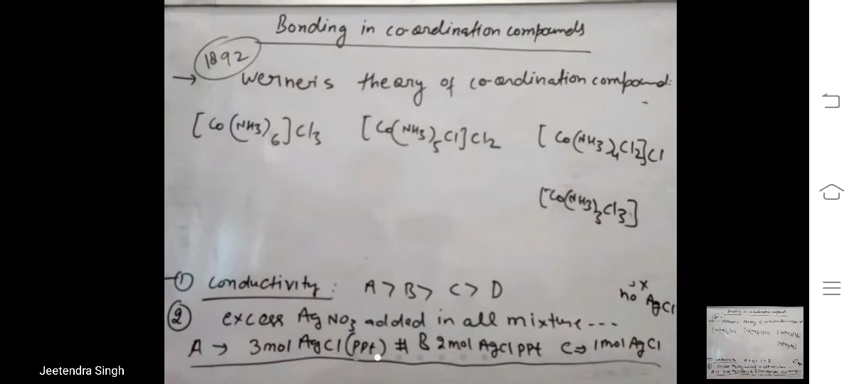 Bonding in co-ordination compounds
1892
→ Werner's theory of co-ordination compound:
[Co(NH3)6]Cl3 [Co(NH3)5Cl]Cl2 [Co(NH3)4Cl2]Cl
[Co(NH3)3Cl3]
① Conductivity: A > B > C > D
no AgCl
② excess AgNO3 added in all mixture ...
A → 3mol AgCl(ppt) # B 2mol AgCl ppt C ⇒ 1mol AgCl
Jeetendra Singh